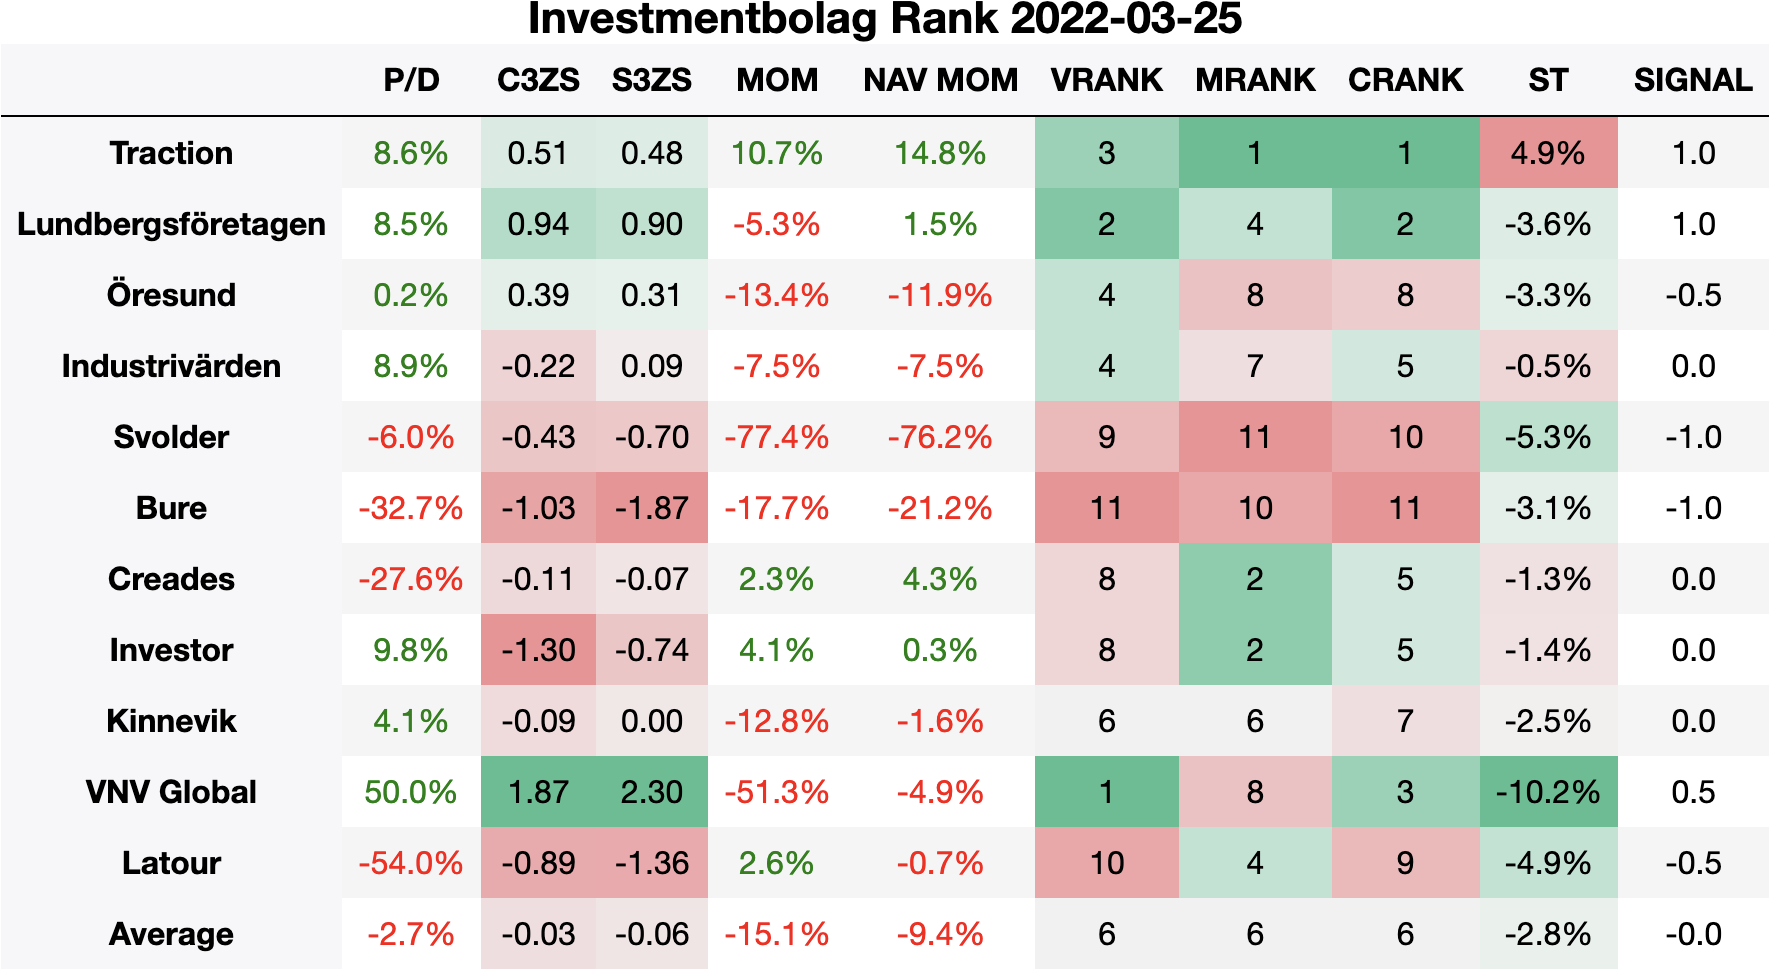 Investmentbolag Rank 2022-03-25
P/D C3ZS S3ZS MOM NAV MOM VRANK MRANK CRANK ST SIGNAL
Traction 8.6% 0.51 0.48 10.7% 14.8% 3 1 1 4.9% 1.0
Lundbergsföretagen 8.5% 0.94 0.90 -5.3% 1.5% 2 4 2 -3.6% 1.0
Öresund 0.2% 0.39 0.31 -13.4% -11.9% 4 8 8 -3.3% -0.5
Industrivärden 8.9% -0.22 0.09 -7.5% -7.5% 4 7 5 -0.5% 0.0
Svolder -6.0% -0.43 -0.70 -77.4% -76.2% 9 11 10 -5.3% -1.0
Bure -32.7% -1.03 -1.87 -17.7% -21.2% 11 10 11 -3.1% -1.0
Creades -27.6% -0.11 -0.07 2.3% 4.3% 8 2 5 -1.3% 0.0
Investor 9.8% -1.30 -0.74 4.1% 0.3% 8 2 5 -1.4% 0.0
Kinnevik 4.1% -0.09 0.00 -12.8% -1.6% 6 6 7 -2.5% 0.0
VNV Global 50.0% 1.87 2.30 -51.3% -4.9% 1 8 3 -10.2% 0.5
Latour -54.0% -0.89 -1.36 2.6% -0.7% 10 4 9 -4.9% -0.5
Average -2.7% -0.03 -0.06 -15.1% -9.4% 6 6 6 -2.8% -0.0